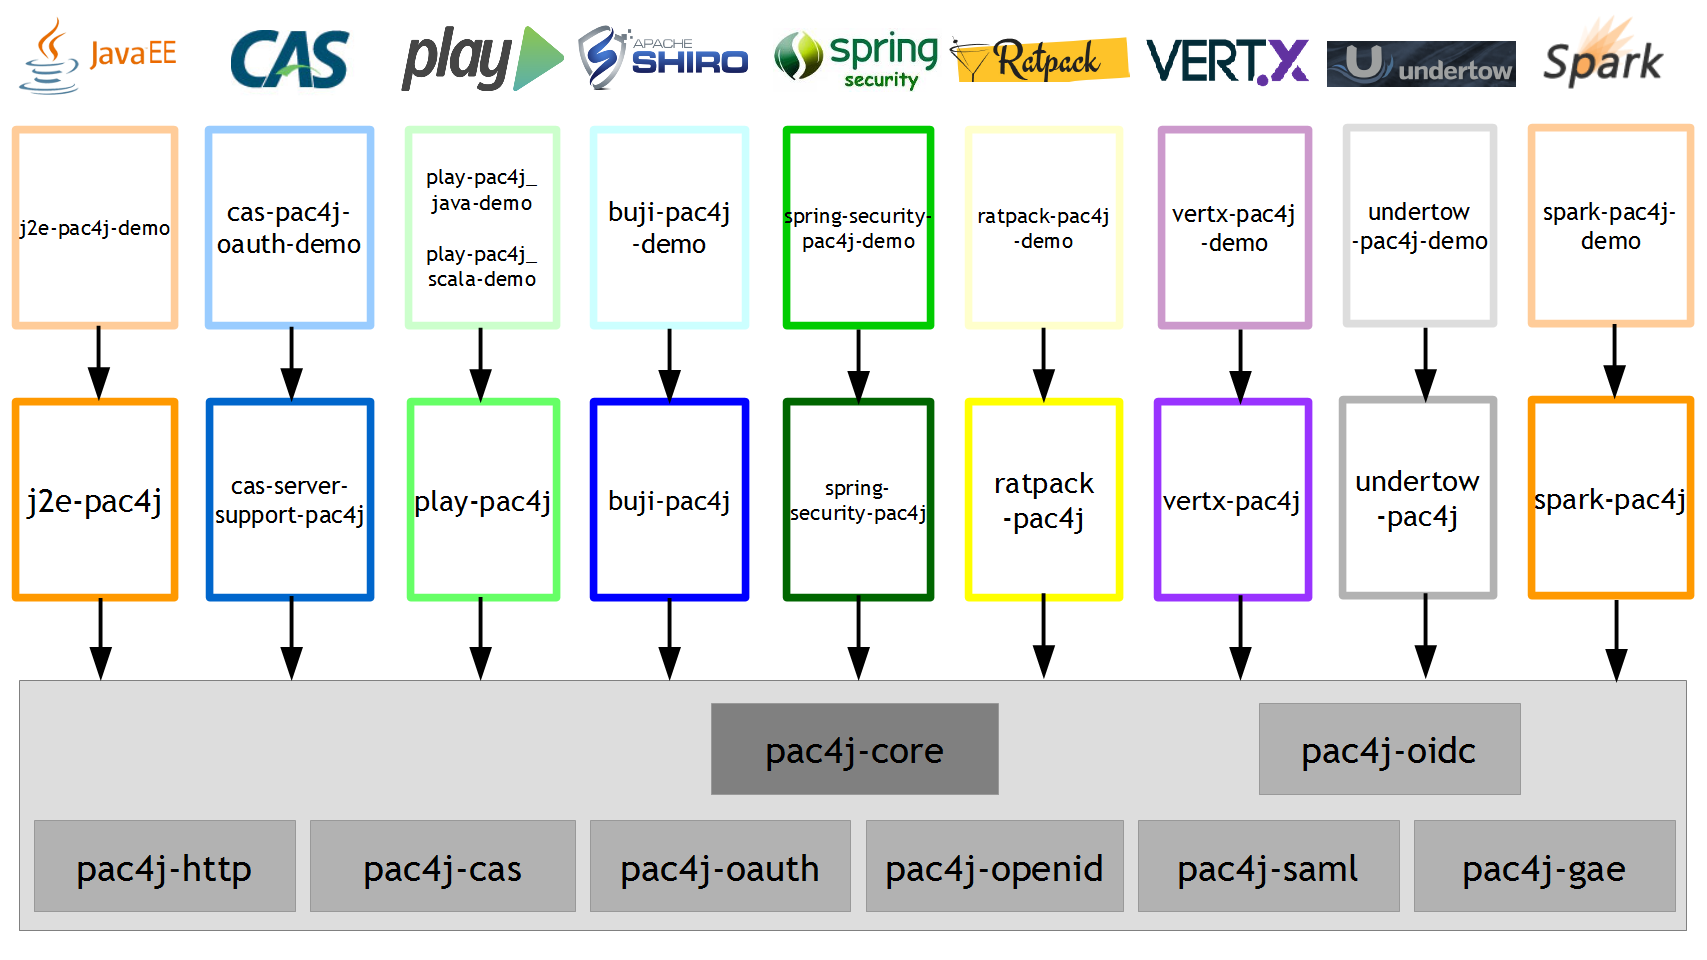 JavaEE
CAS
play
APACHE
SHIRO
spring
security
Ratpack
VERT.X
U undertow
Spark
j2e-pac4j-demo
cas-pac4j-
oauth-demo
play-pac4j_
java-demo
play-pac4j_
scala-demo
buji-pac4j
-demo
spring-security-
pac4j-demo
ratpack-pac4j
-demo
vertx-pac4j
-demo
undertow
-pac4j-demo
spark-pac4j-
demo
j2e-pac4j
cas-server-
support-pac4j
play-pac4j
buji-pac4j
spring-
security-pac4j
ratpack
-pac4j
vertx-pac4j
undertow
-pac4j
spark-pac4j
pac4j-core
pac4j-oidc
pac4j-http
pac4j-cas
pac4j-oauth
pac4j-openid
pac4j-saml
pac4j-gae